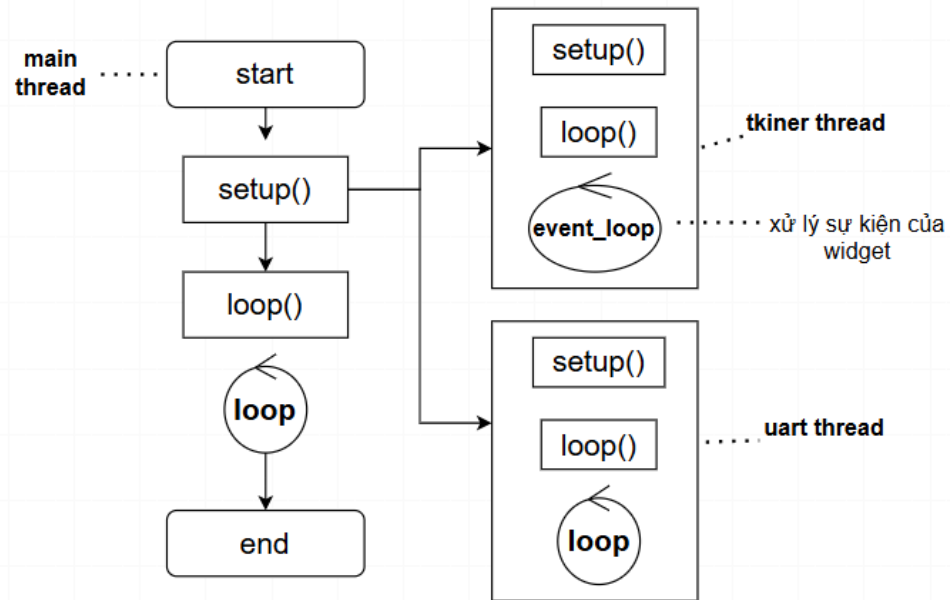 main
thread
start
setup()
loop()
loop
end
setup()
loop()
event_loop
tkiner thread
xử lý sự kiện của
widget
setup()
loop()
loop
uart thread